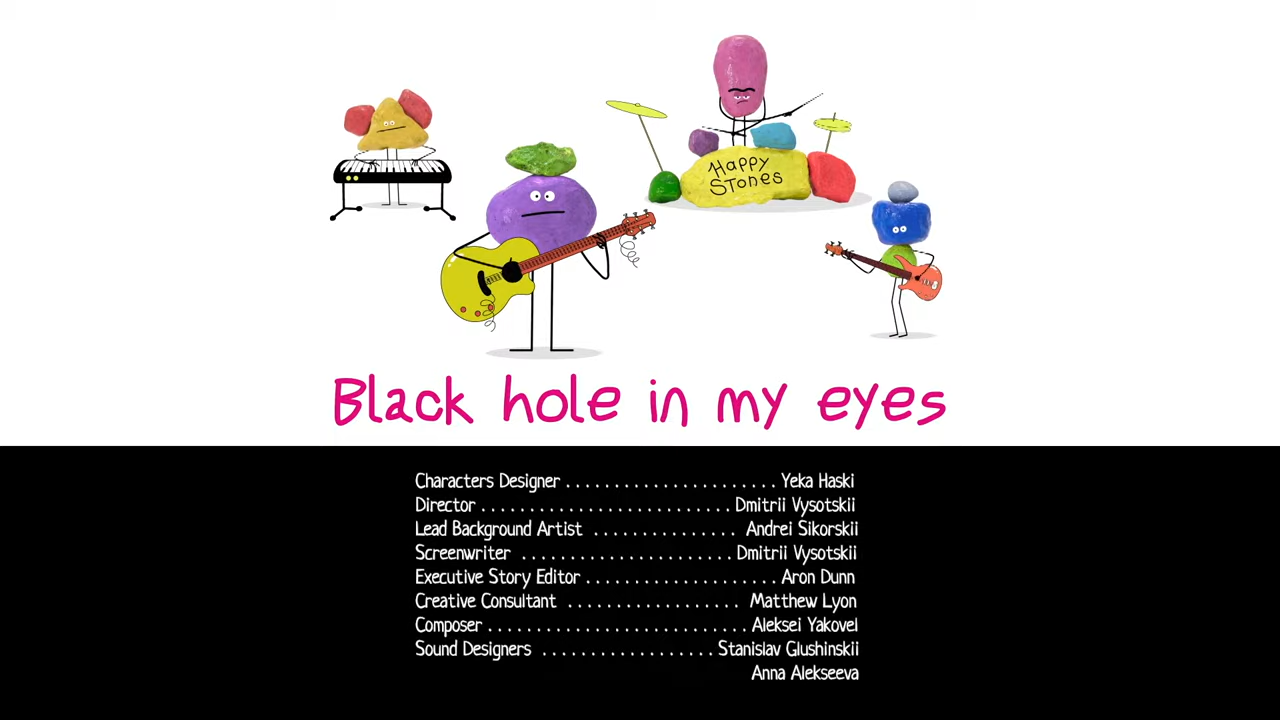 Happy
Stones
Black hole in my eyes
Characters Designer . . . . . . . . . . . . . . . . . . . . . . Yeka Haski
Director . . . . . . . . . . . . . . . . . . . . . . . . . . Dmitrii Vysotskii
Lead Background Artist . . . . . . . . . . . . . . . Andrei Sikorskii
Screenwriter . . . . . . . . . . . . . . . . . . . . . . Dmitrii Vysotskii
Executive Story Editor . . . . . . . . . . . . . . . . . . . . Aron Dunn
Creative Consultant . . . . . . . . . . . . . . . . . . Matthew Lyon
Composer . . . . . . . . . . . . . . . . . . . . . . . . . . . Aleksei Yakovel
Sound Designers . . . . . . . . . . . . . . . . . . Stanislav Glushinskii
Anna Alekseeva